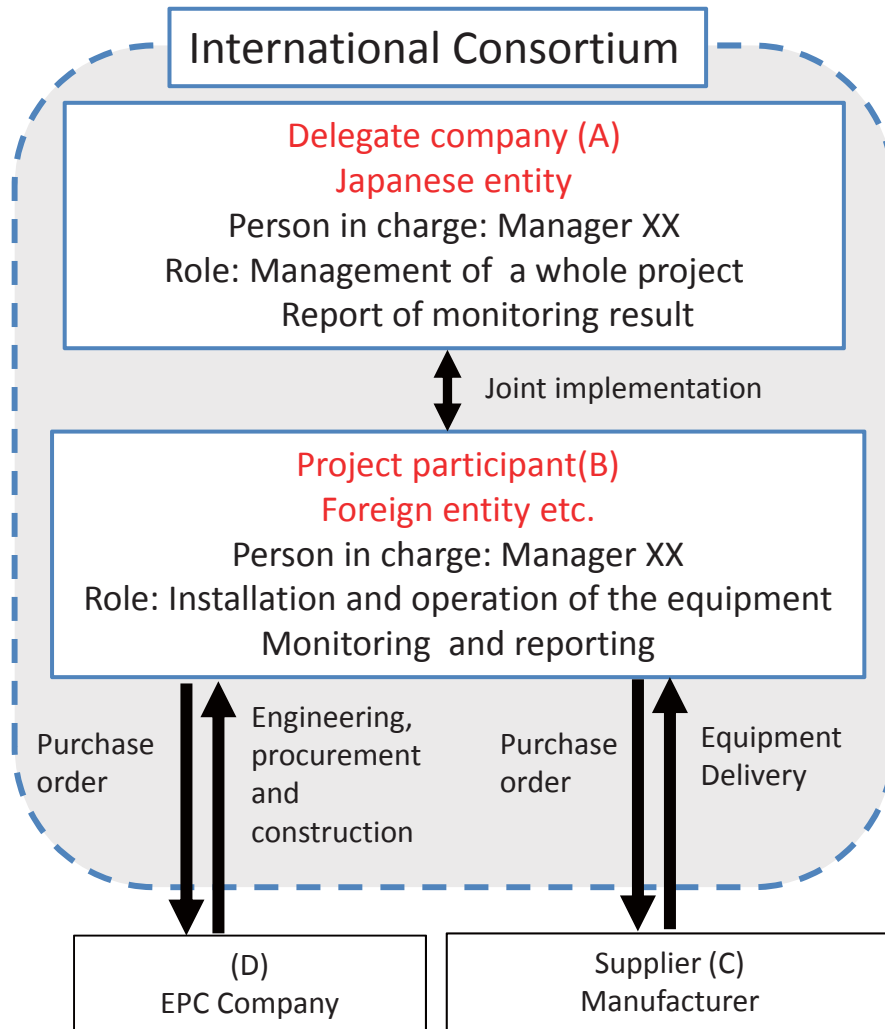 International Consortium
Delegate company (A)
Japanese entity
Person in charge: Manager XX
Role: Management of a whole project
Report of monitoring result
Joint implementation
Project participant(B)
Foreign entity etc.
Person in charge: Manager XX
Role: Installation and operation of the equipment
Monitoring and reporting
Purchase
order
Engineering,
procurement
and
construction
Purchase
order
Equipment
Delivery
(D)
EPC Company
Supplier (C)
Manufacturer